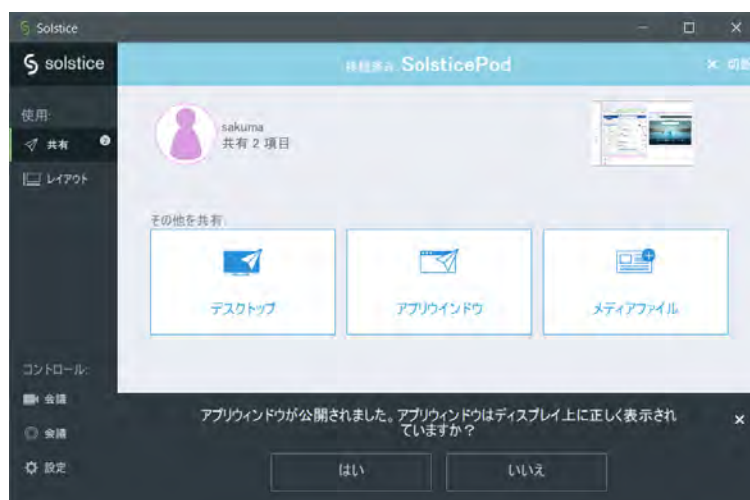 Solstice
solstice
SolsticePod
切断
使用:
共有
sakuma
共有 2 項目
レイアウト
その他を共有:
デスクトップ
アプリウインドウ
メディアファイル
コントロール:
会議
会議
設定
アプリウィンドウが公開されました。アプリウィンドウはディスプレイ上に正しく表示され
ていますか?
はい
いいえ